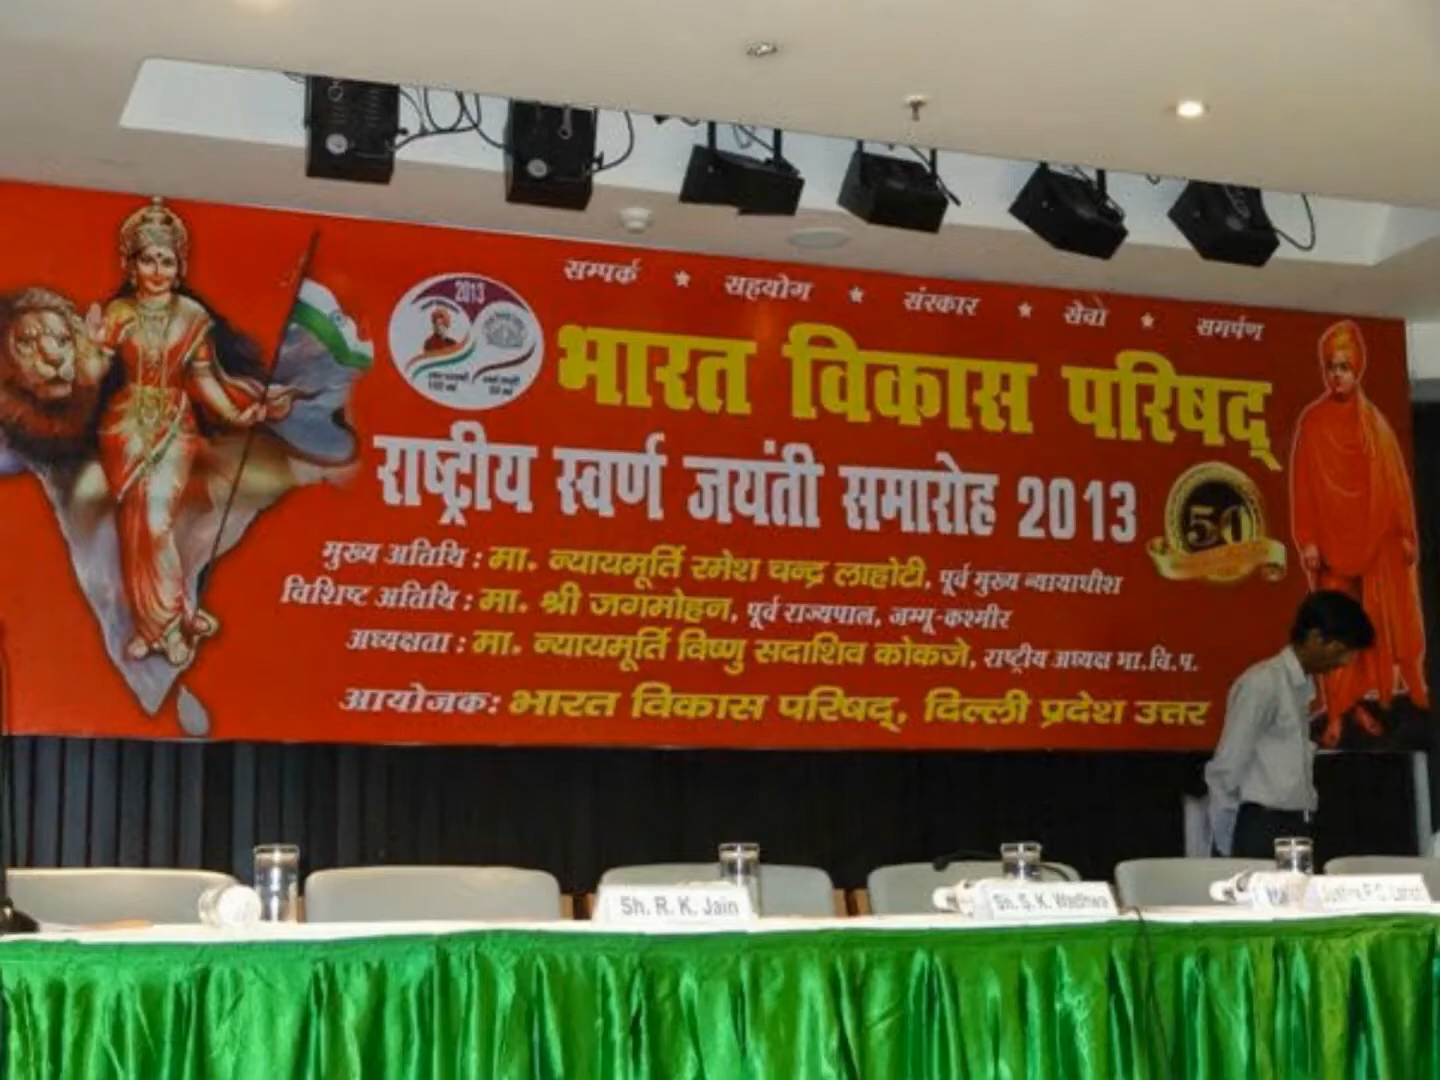 सम्पर्क ★ सहयोग ★ संस्कार ★ सेवा ★ समर्पण
2013
भारत विकास परिषद्
राष्ट्रीय स्वर्ण जयंती समारोह 2013
50
मुख्य अतिथि : मा. न्यायमूर्ति रमेश चन्द्र लाहोटी, पूर्व मुख्य न्यायाधीश
विशिष्ट अतिथि : मा. श्री जगमोहन, पूर्व राज्यपाल, जम्मू-कश्मीर
अध्यक्षता : मा. न्यायमूर्ति विष्णु सदाशिव कोकजे, राष्ट्रीय अध्यक्ष भा.वि.प.
आयोजक: भारत विकास परिषद्, दिल्ली प्रदेश उत्तर
Sh. R. K. Jain
Sh. S. K. Wadhwa